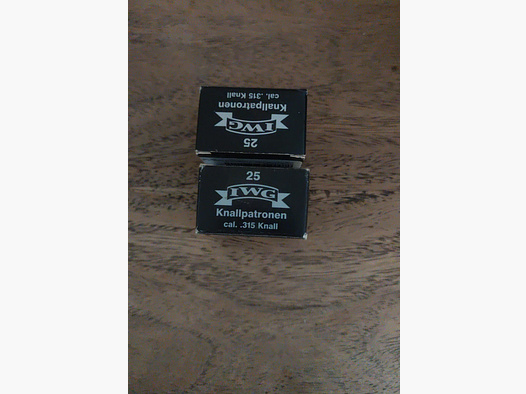 cal. .315 Knall
Knallpatronen
IWG
25
25
IWG
Knallpatronen
cal. .315 Knall